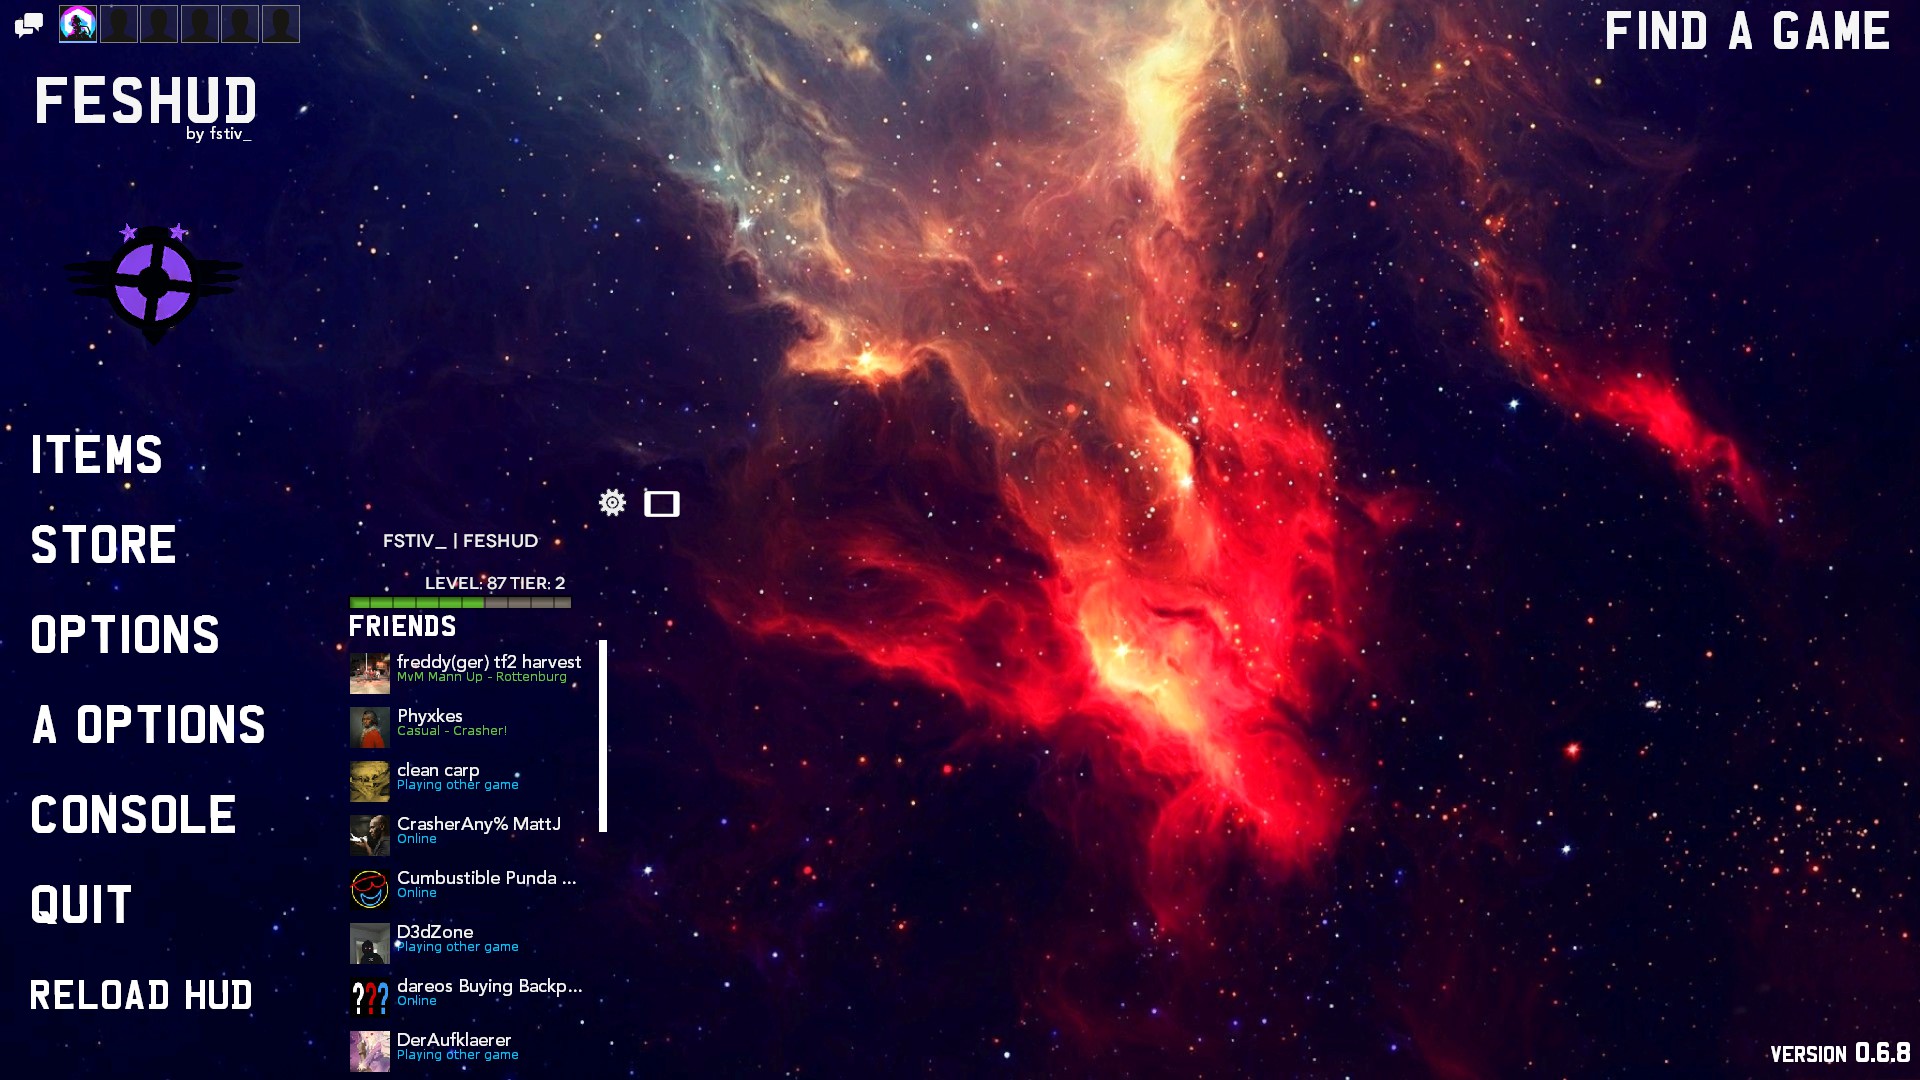 FIND A GAME
FESHUD
by fstiv_
ITEMS
STORE
OPTIONS
A OPTIONS
CONSOLE
QUIT
RELOAD HUD
FSTIV_ | FESHUD
LEVEL: 87 TIER: 2
FRIENDS
freddy(ger) tf2 harvest
MvM Mann Up - Rottenburg
Phyxkes
Casual - Crasher!
clean carp
Playing other game
CrasherAny% MattJ
Online
Cumbustible Punda ...
Online
D3dZone
Playing other game
???
dareos Buying Backp...
Online
DerAufklaerer
Playing other game
VERSION 0.6.8